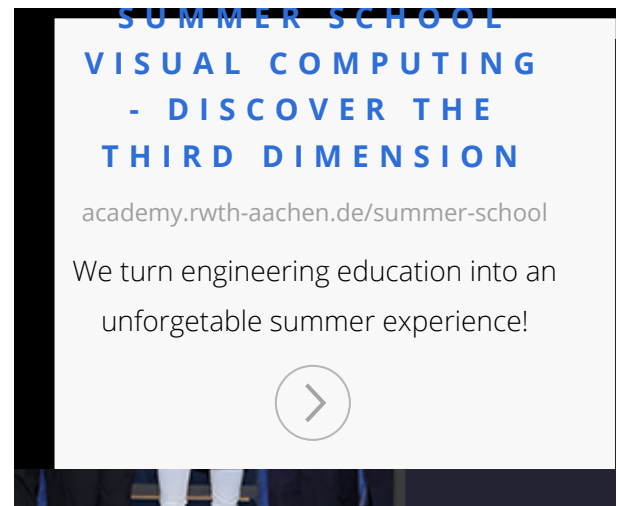 SUMMER SCHOOL
VISUAL COMPUTING
- DISCOVER THE
THIRD DIMENSION
academy.rwth-aachen.de/summer-school
We turn engineering education into an
unforgetable summer experience!